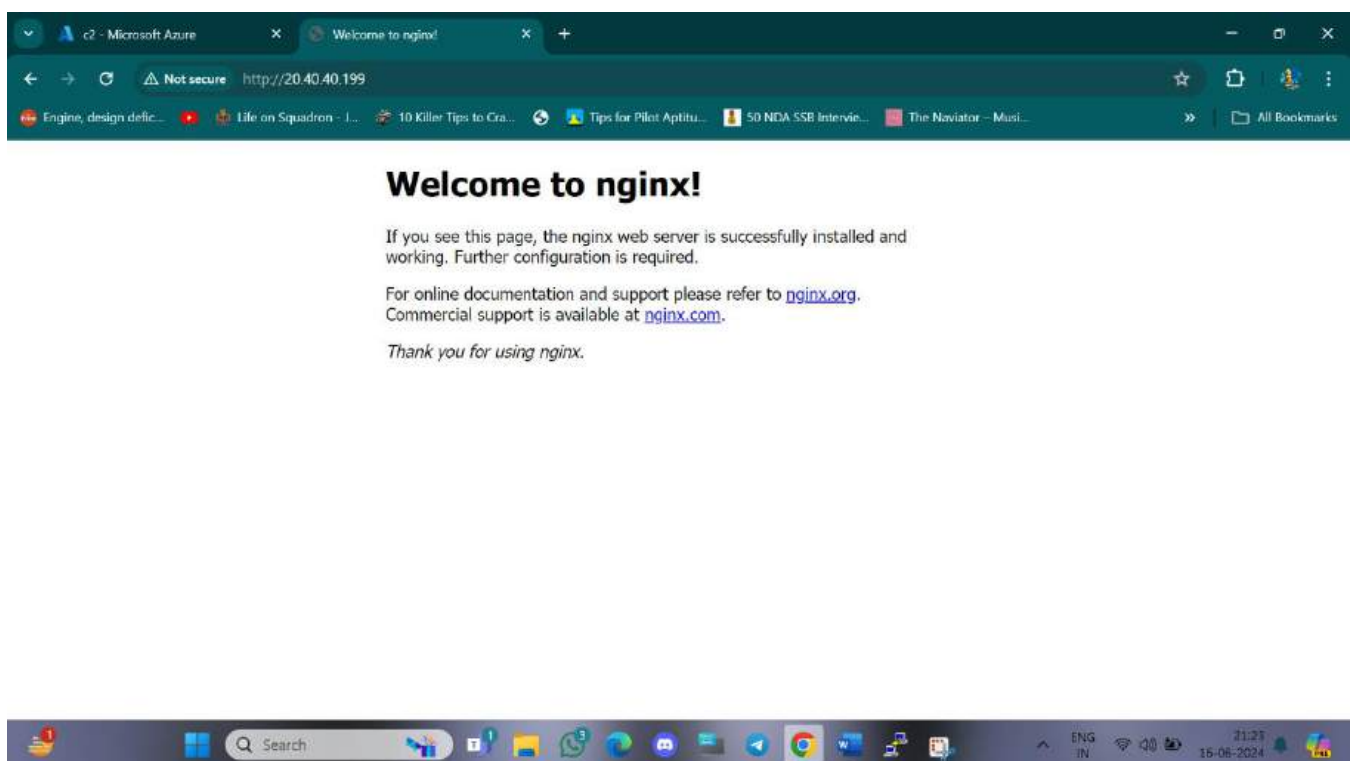 c2 - Microsoft Azure
Welcome to nginx!
Not secure http://20.40.40.199
Engine, design defic...
Life on Squadron - J...
10 Killer Tips to Cra...
Tips for Pilot Aptitu...
50 NDA SSB Intervie...
The Naviator – Musi...
»
All Bookmarks
Welcome to nginx!
If you see this page, the nginx web server is successfully installed and
working. Further configuration is required.
For online documentation and support please refer to nginx.org.
Commercial support is available at nginx.com.
Thank you for using nginx.
Search
ENG
IN
21:23